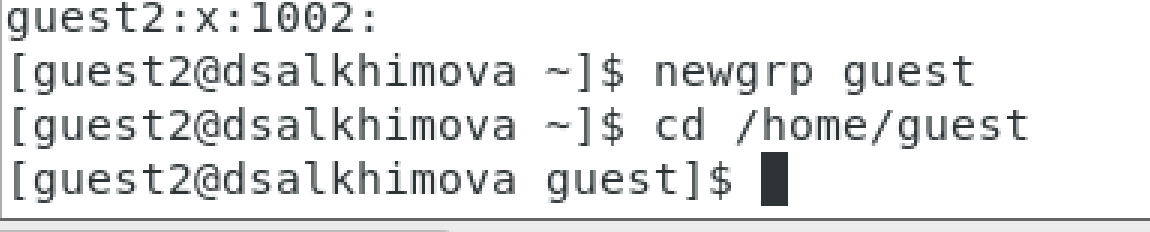 guest2:x:1002:
[guest2@dsalkhimova ~]$ newgrp guest
[guest2@dsalkhimova ~]$ cd /home/guest
[guest2@dsalkhimova guest]$